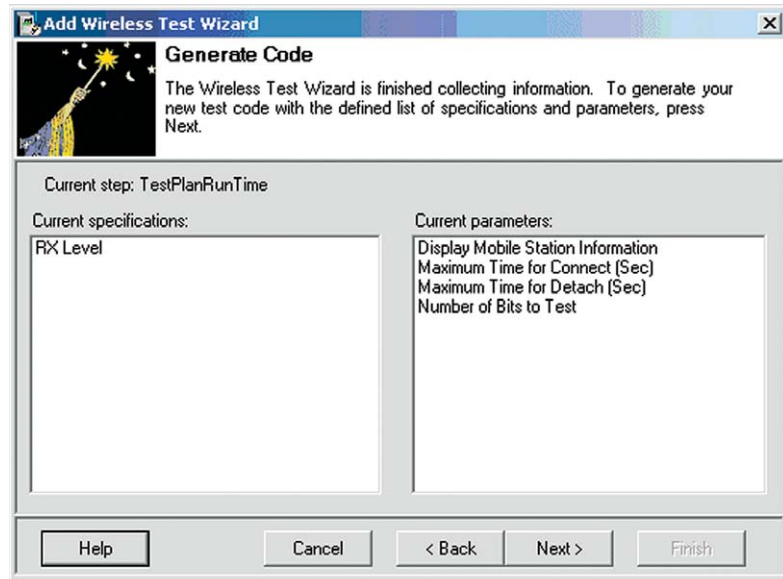 Add Wireless Test Wizard
Generate Code
The Wireless Test Wizard is finished collecting information. To generate your
new test code with the defined list of specifications and parameters, press
Next.
Current step: TestPlanRunTime
Current specifications:
RX Level
Current parameters:
Display Mobile Station Information
Maximum Time for Connect (Sec)
Maximum Time for Detach (Sec)
Number of Bits to Test
Help
Cancel
< Back
Next >
Finish